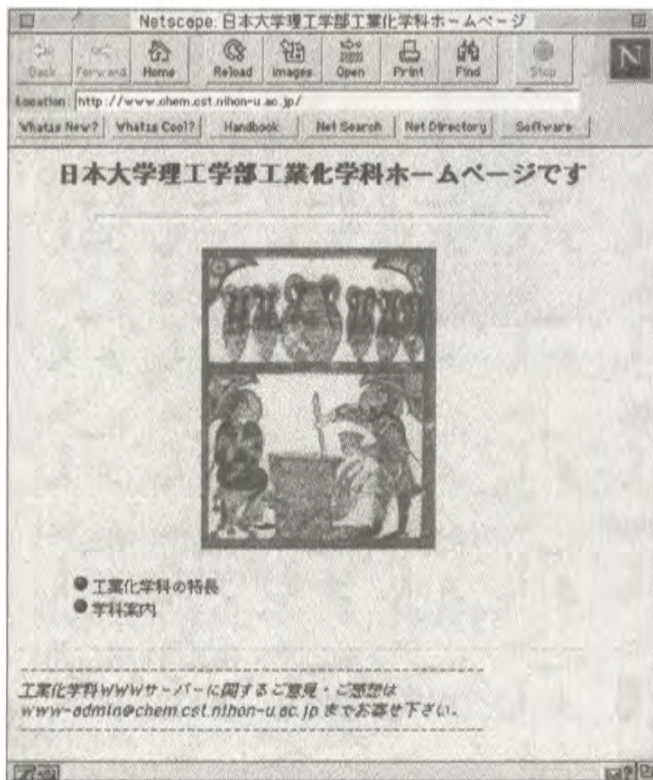 Netscape: 日本大学理工学部工業化学科ホームページ
Back Forward Home Reload Images Open Print Find Stop N
Location: http://www.chem.cst.nihon-u.ac.jp/
What's New? What's Cool? Handbook Net Search Net Directory Software
日本大学理工学部工業化学科ホームページです
工業化学科の特長
学科案内
工業化学科WWWサーバーに関するご意見・ご感想は
www-admin@chem.cst.nihon-u.ac.jp までお寄せ下さい。